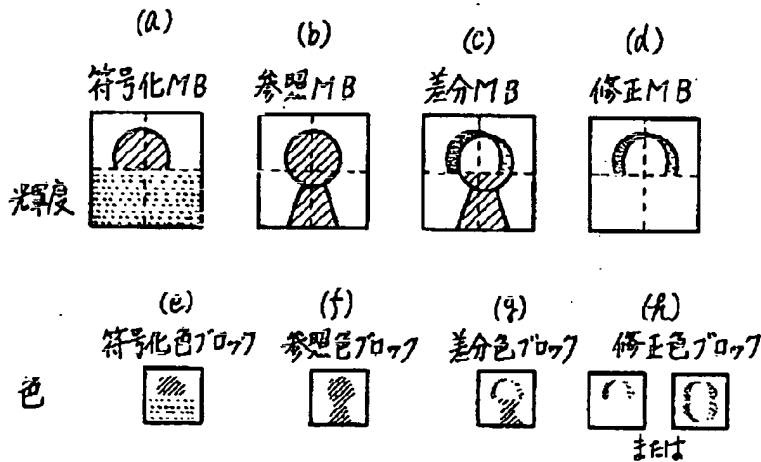 (a) (b) (c) (d)
符号化MB 参照MB 差分MB 修正MB
輝度
(e) (f) (g) (h)
符号化色ブロック 参照色ブロック 差分色ブロック 修正色ブロック
色
または